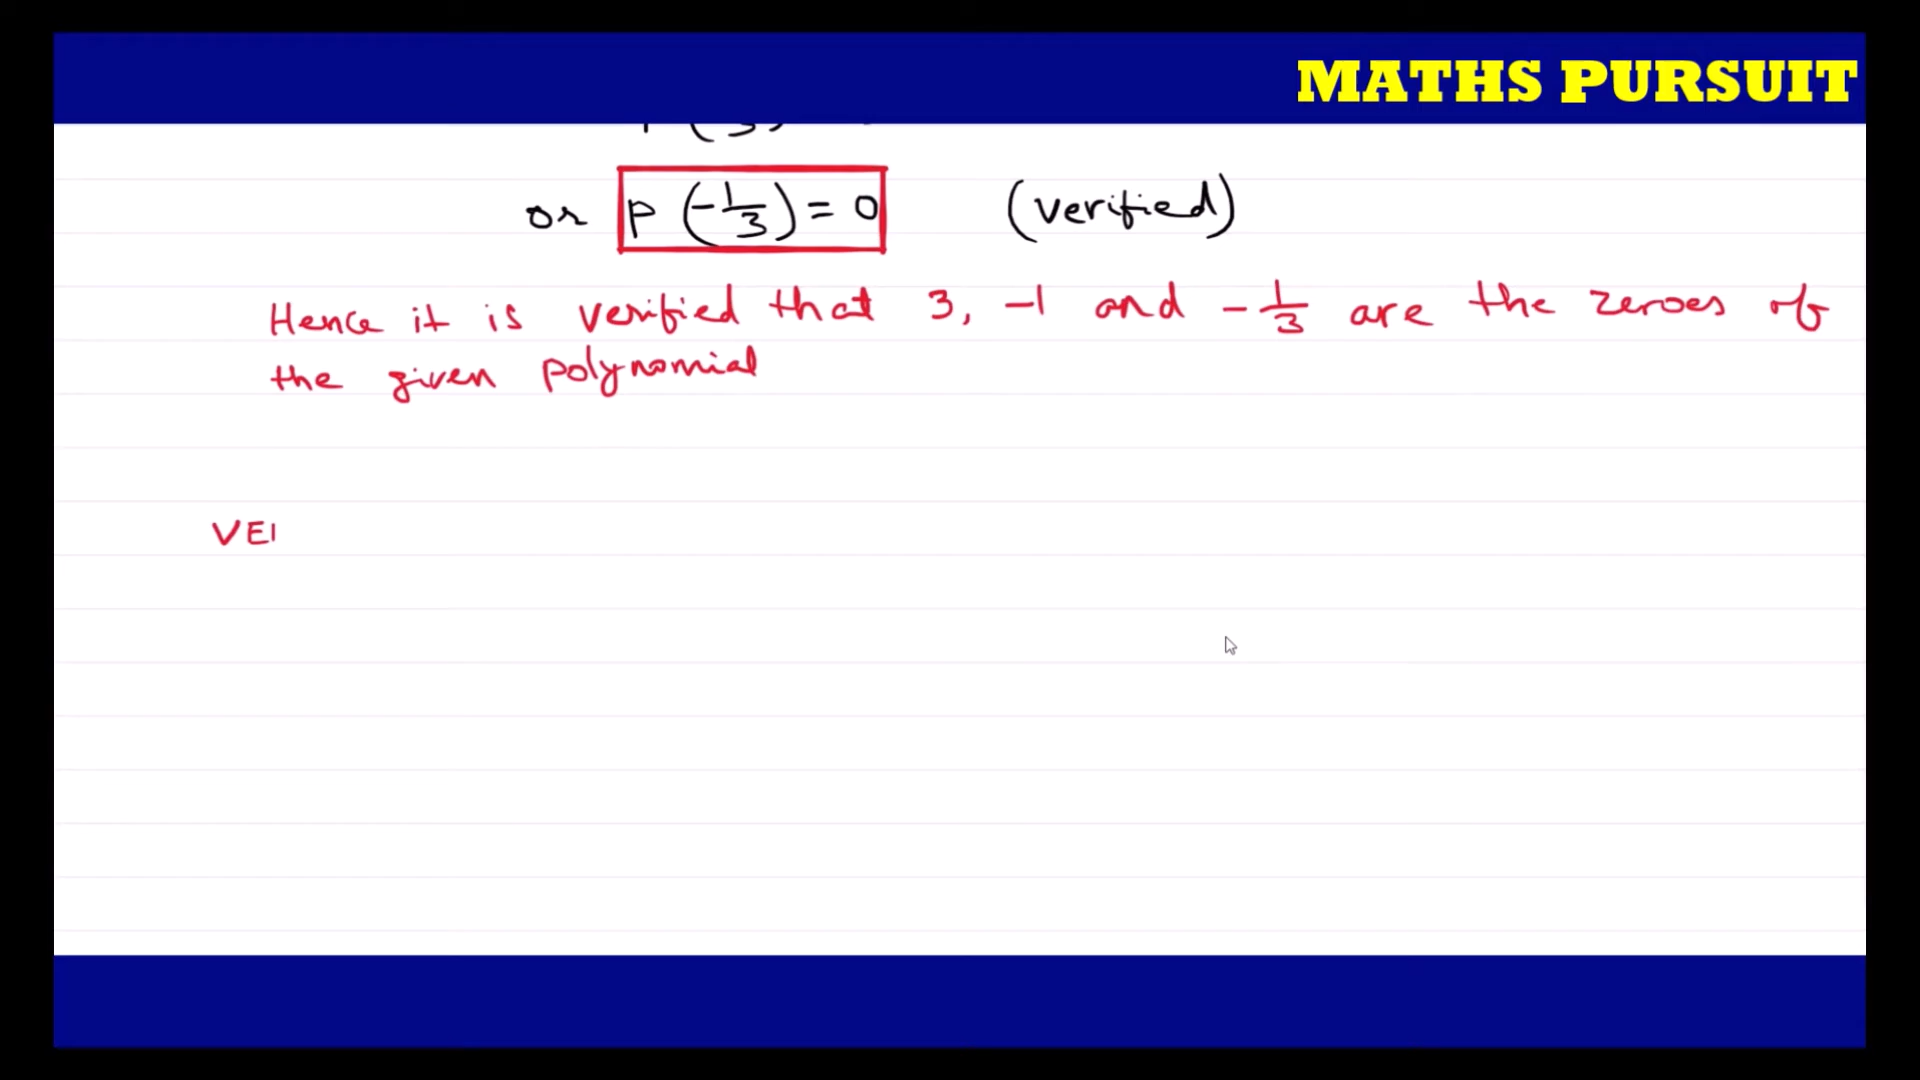 MATHS PURSUIT
or p (-1/3) = 0 (verified)
Hence it is verified that 3, -1 and -1/3 are the zeroes of
the given polynomial
VEI